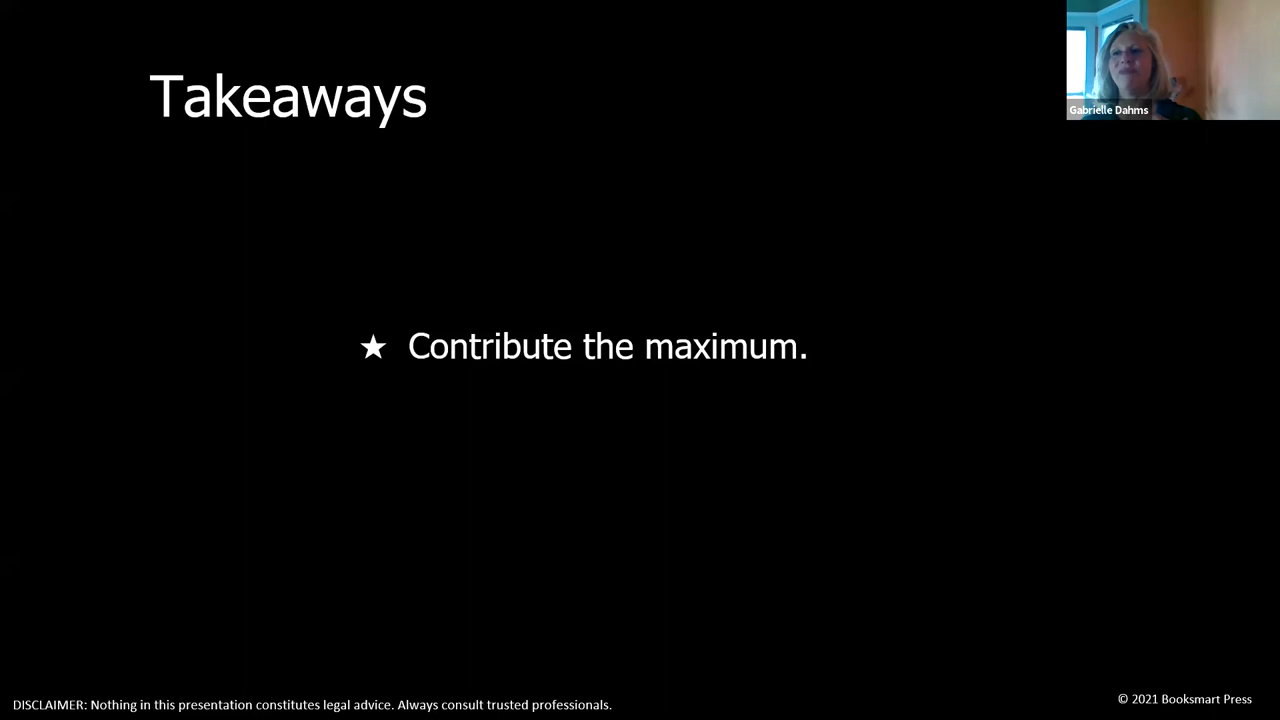 Takeaways
Gabrielle Dahms
★ Contribute the maximum.
DISCLAIMER: Nothing in this presentation constitutes legal advice. Always consult trusted professionals.
© 2021 Booksmart Press